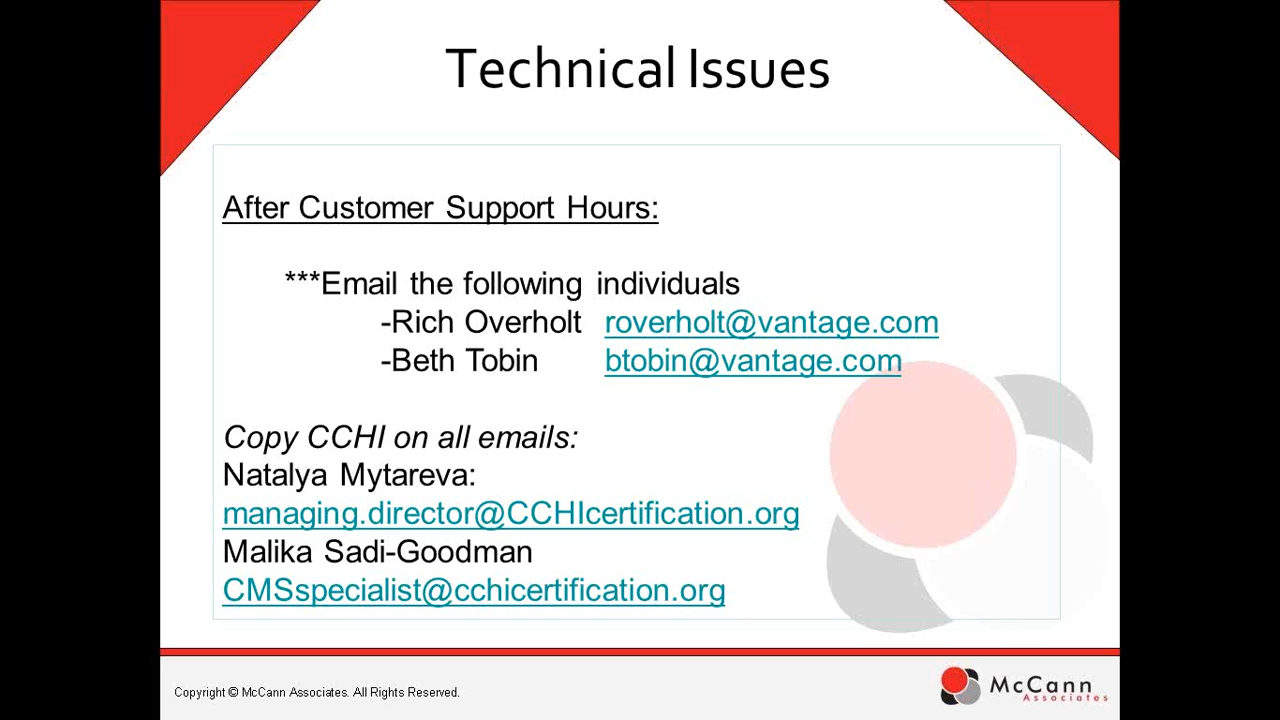 Technical Issues
After Customer Support Hours:
***Email the following individuals
-Rich Overholt roverholt@vantage.com
-Beth Tobin btobin@vantage.com
Copy CCHI on all emails:
Natalya Mytareva:
managing.director@CCHIcertification.org
Malika Sadi-Goodman
CMSspecialist@cchicertification.org
Copyright © McCann Associates. All Rights Reserved.
McCann
Associates